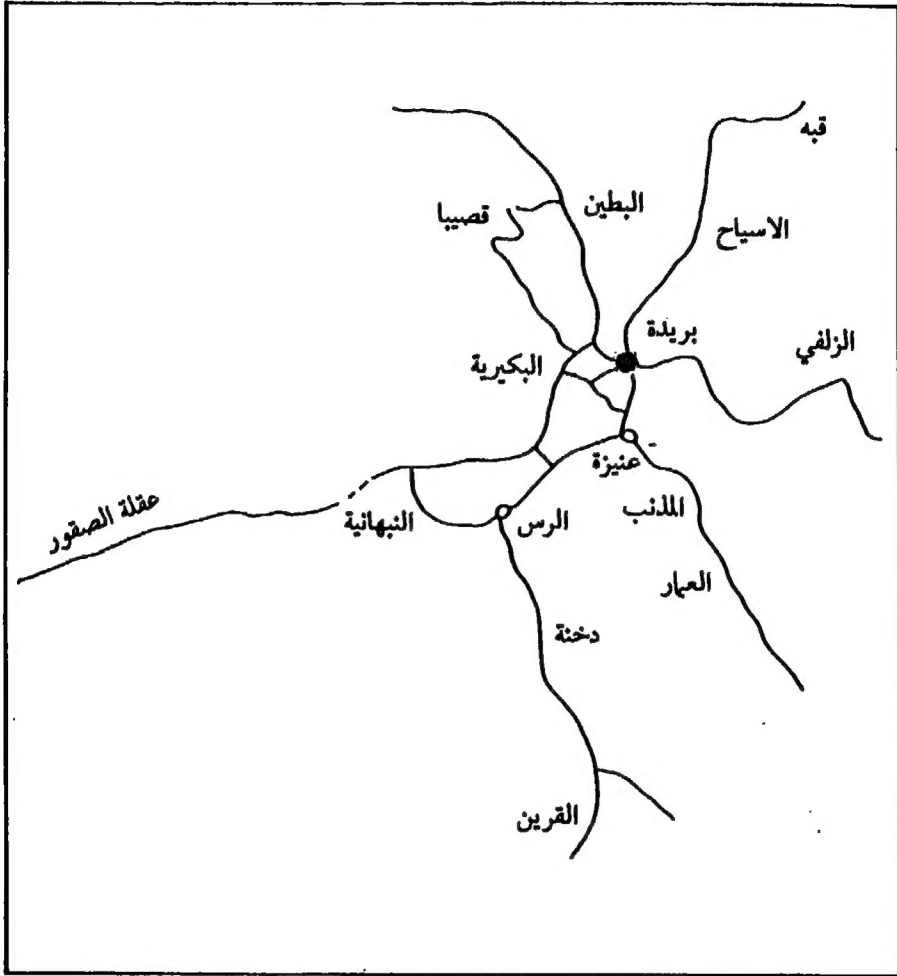 قبه
البطين
قصيبا
الاسياح
بريدة
الزلفي
البكيرية
عنيزة
عقلة الصقور
النبهانية
الرس
المذنب
العمار
دخنة
القرين